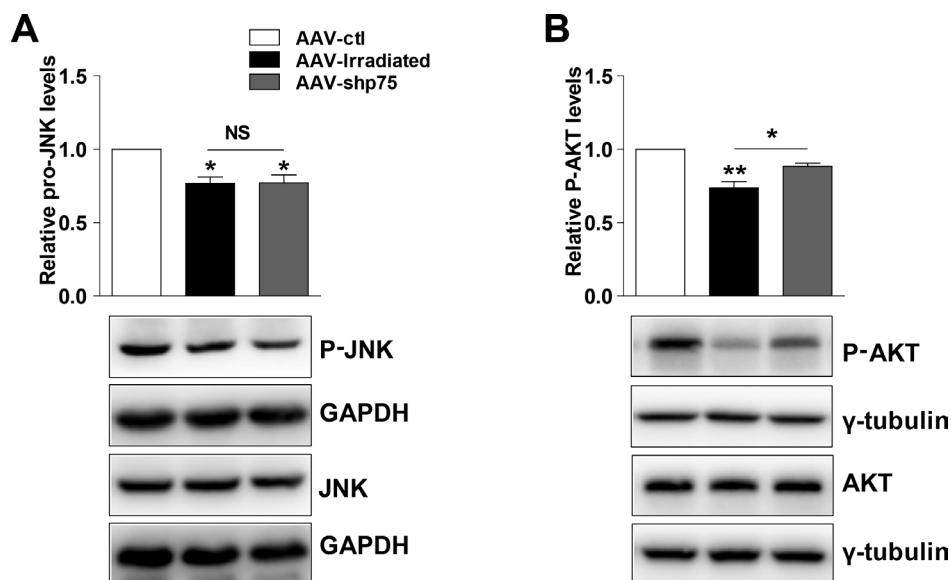 A
AAV-ctl
AAV-Irradiated
AAV-shp75
Relative pro-JNK levels
1.5
1.0
0.5
0.0
NS
*
*
P-JNK
GAPDH
JNK
GAPDH
B
Relative P-AKT levels
1.5
1.0
0.5
0.0
*
**
P-AKT
γ-tubulin
AKT
γ-tubulin